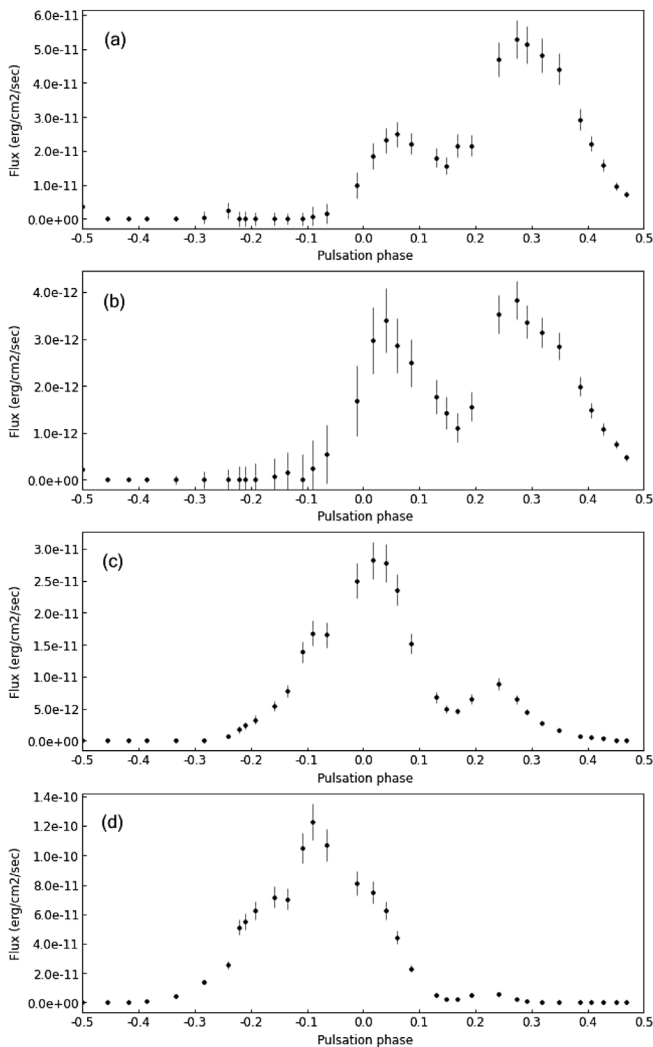 (a)
6.0e-11
5.0e-11
4.0e-11
3.0e-11
2.0e-11
1.0e-11
0.0e+00
Flux (erg/cm2/sec)
-0.5 -0.4 -0.3 -0.2 -0.1 0.0 0.1 0.2 0.3 0.4 0.5
Pulsation phase
(b)
4.0e-12
3.0e-12
2.0e-12
1.0e-12
0.0e+00
Flux (erg/cm2/sec)
-0.5 -0.4 -0.3 -0.2 -0.1 0.0 0.1 0.2 0.3 0.4 0.5
Pulsation phase
(c)
3.0e-11
2.5e-11
2.0e-11
1.5e-11
1.0e-11
5.0e-12
0.0e+00
Flux (erg/cm2/sec)
-0.5 -0.4 -0.3 -0.2 -0.1 0.0 0.1 0.2 0.3 0.4 0.5
Pulsation phase
(d)
1.4e-10
1.2e-10
1.0e-10
8.0e-11
6.0e-11
4.0e-11
2.0e-11
0.0e+00
Flux (erg/cm2/sec)
-0.5 -0.4 -0.3 -0.2 -0.1 0.0 0.1 0.2 0.3 0.4 0.5
Pulsation phase